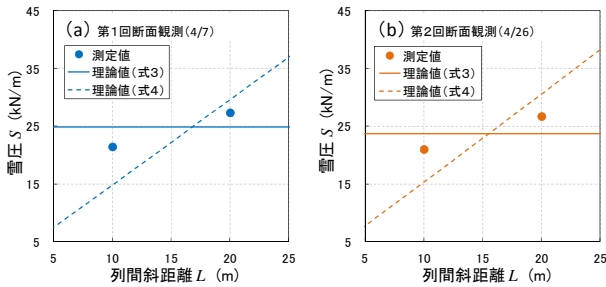 (a) 第1回断面観測(4/7)
測定値
理論値(式3)
理論値(式4)
雪圧 S (kN/m)
45
35
25
15
5
5 10 15 20 25
列間斜距離 L (m)
(b) 第2回断面観測(4/26)
測定値
理論値(式3)
理論値(式4)
雪圧 S (kN/m)
45
35
25
15
5
5 10 15 20 25
列間斜距離 L (m)